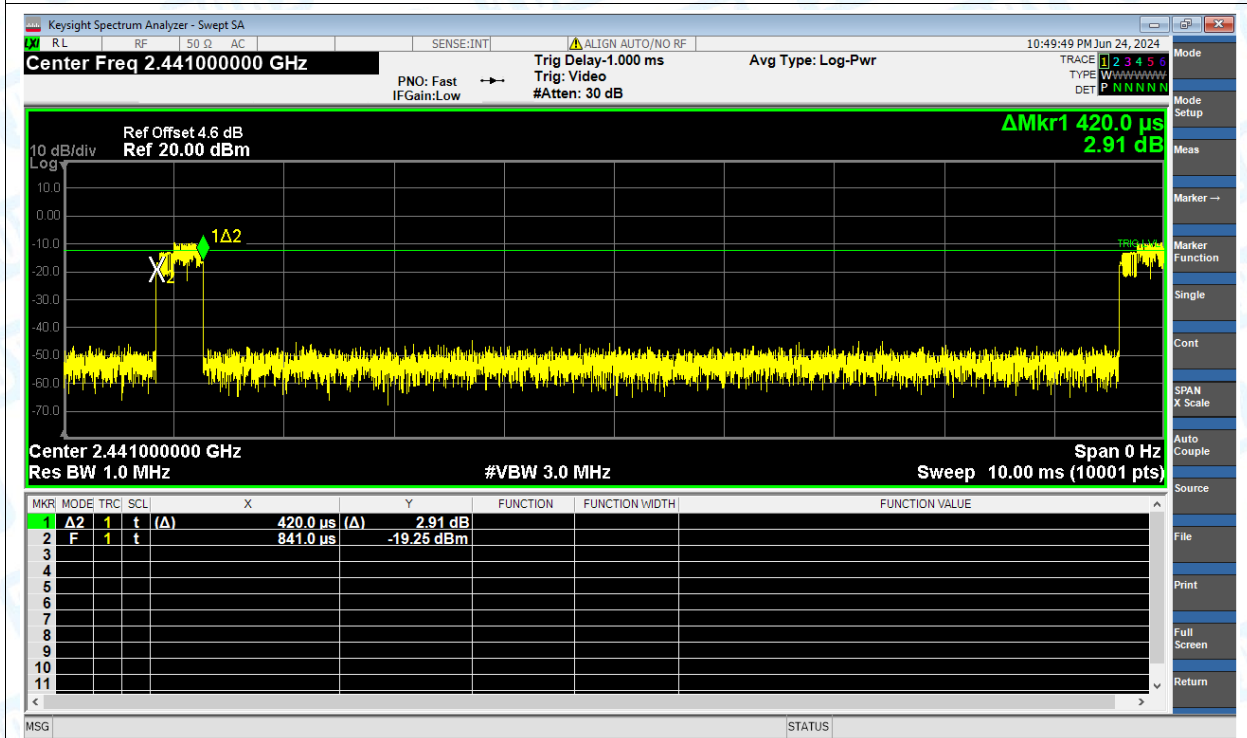 Keysight Spectrum Analyzer - Swept SA
LXI RL RF 50 Ω AC SENSE:INT ALIGN AUTO/NO RF 10:49:49 PM Jun 24, 2024
Center Freq 2.441000000 GHz
PNO: Fast
IFGain:Low
Trig Delay-1.000 ms
Trig: Video
#Atten: 30 dB
Avg Type: Log-Pwr
TRACE 1 2 3 4 5 6
TYPE WWWWWW
DET P N N N N N
ΔMkr1 420.0 µs
2.91 dB
Ref Offset 4.6 dB
10 dB/div Ref 20.00 dBm
Log
10.0
0.00
-10.0
-20.0
-30.0
-40.0
-50.0
-60.0
-70.0
1Δ2
2
Center 2.441000000 GHz Span 0 Hz
Res BW 1.0 MHz #VBW 3.0 MHz Sweep 10.00 ms (10001 pts)
MKR MODE TRC SCL X Y FUNCTION FUNCTION WIDTH FUNCTION VALUE
1 Δ2 1 t (Δ) 420.0 µs (Δ) 2.91 dB
2 F 1 t 841.0 µs -19.25 dBm
3
4
5
6
7
8
9
10
11
MSG STATUS
Mode
Mode
Setup
Meas
Marker →
Marker
Function
Single
Cont
SPAN
X Scale
Auto
Couple
Source
File
Print
Full
Screen
Return